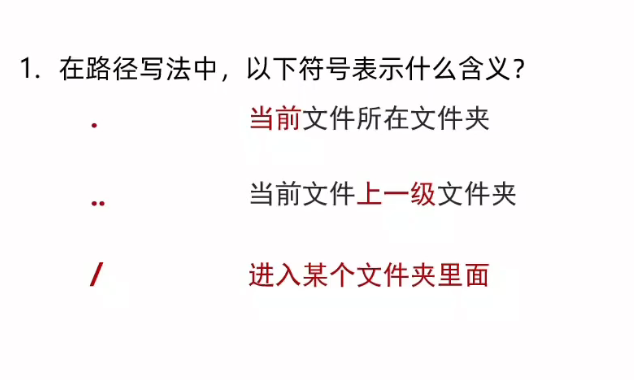 1. 在路径写法中，以下符号表示什么含义？
. 当前文件所在文件夹
.. 当前文件上一级文件夹
/ 进入某个文件夹里面